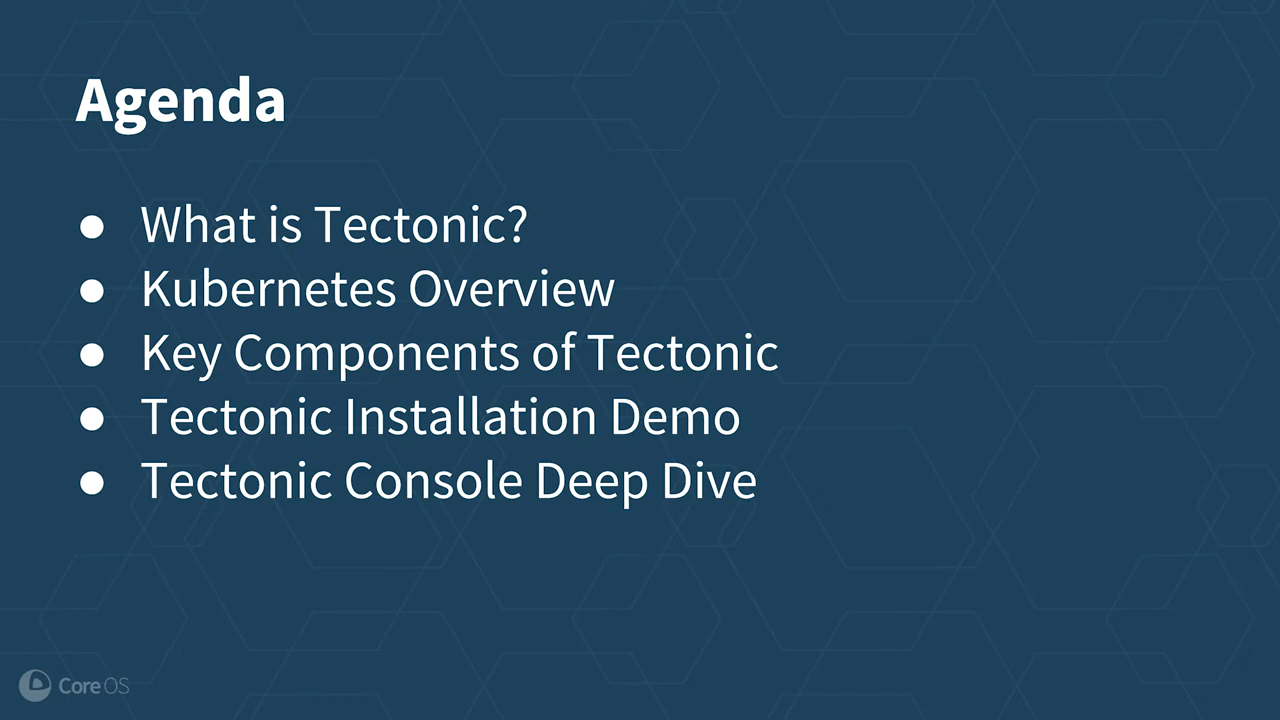 Agenda
● What is Tectonic?
● Kubernetes Overview
● Key Components of Tectonic
● Tectonic Installation Demo
● Tectonic Console Deep Dive
CoreOS